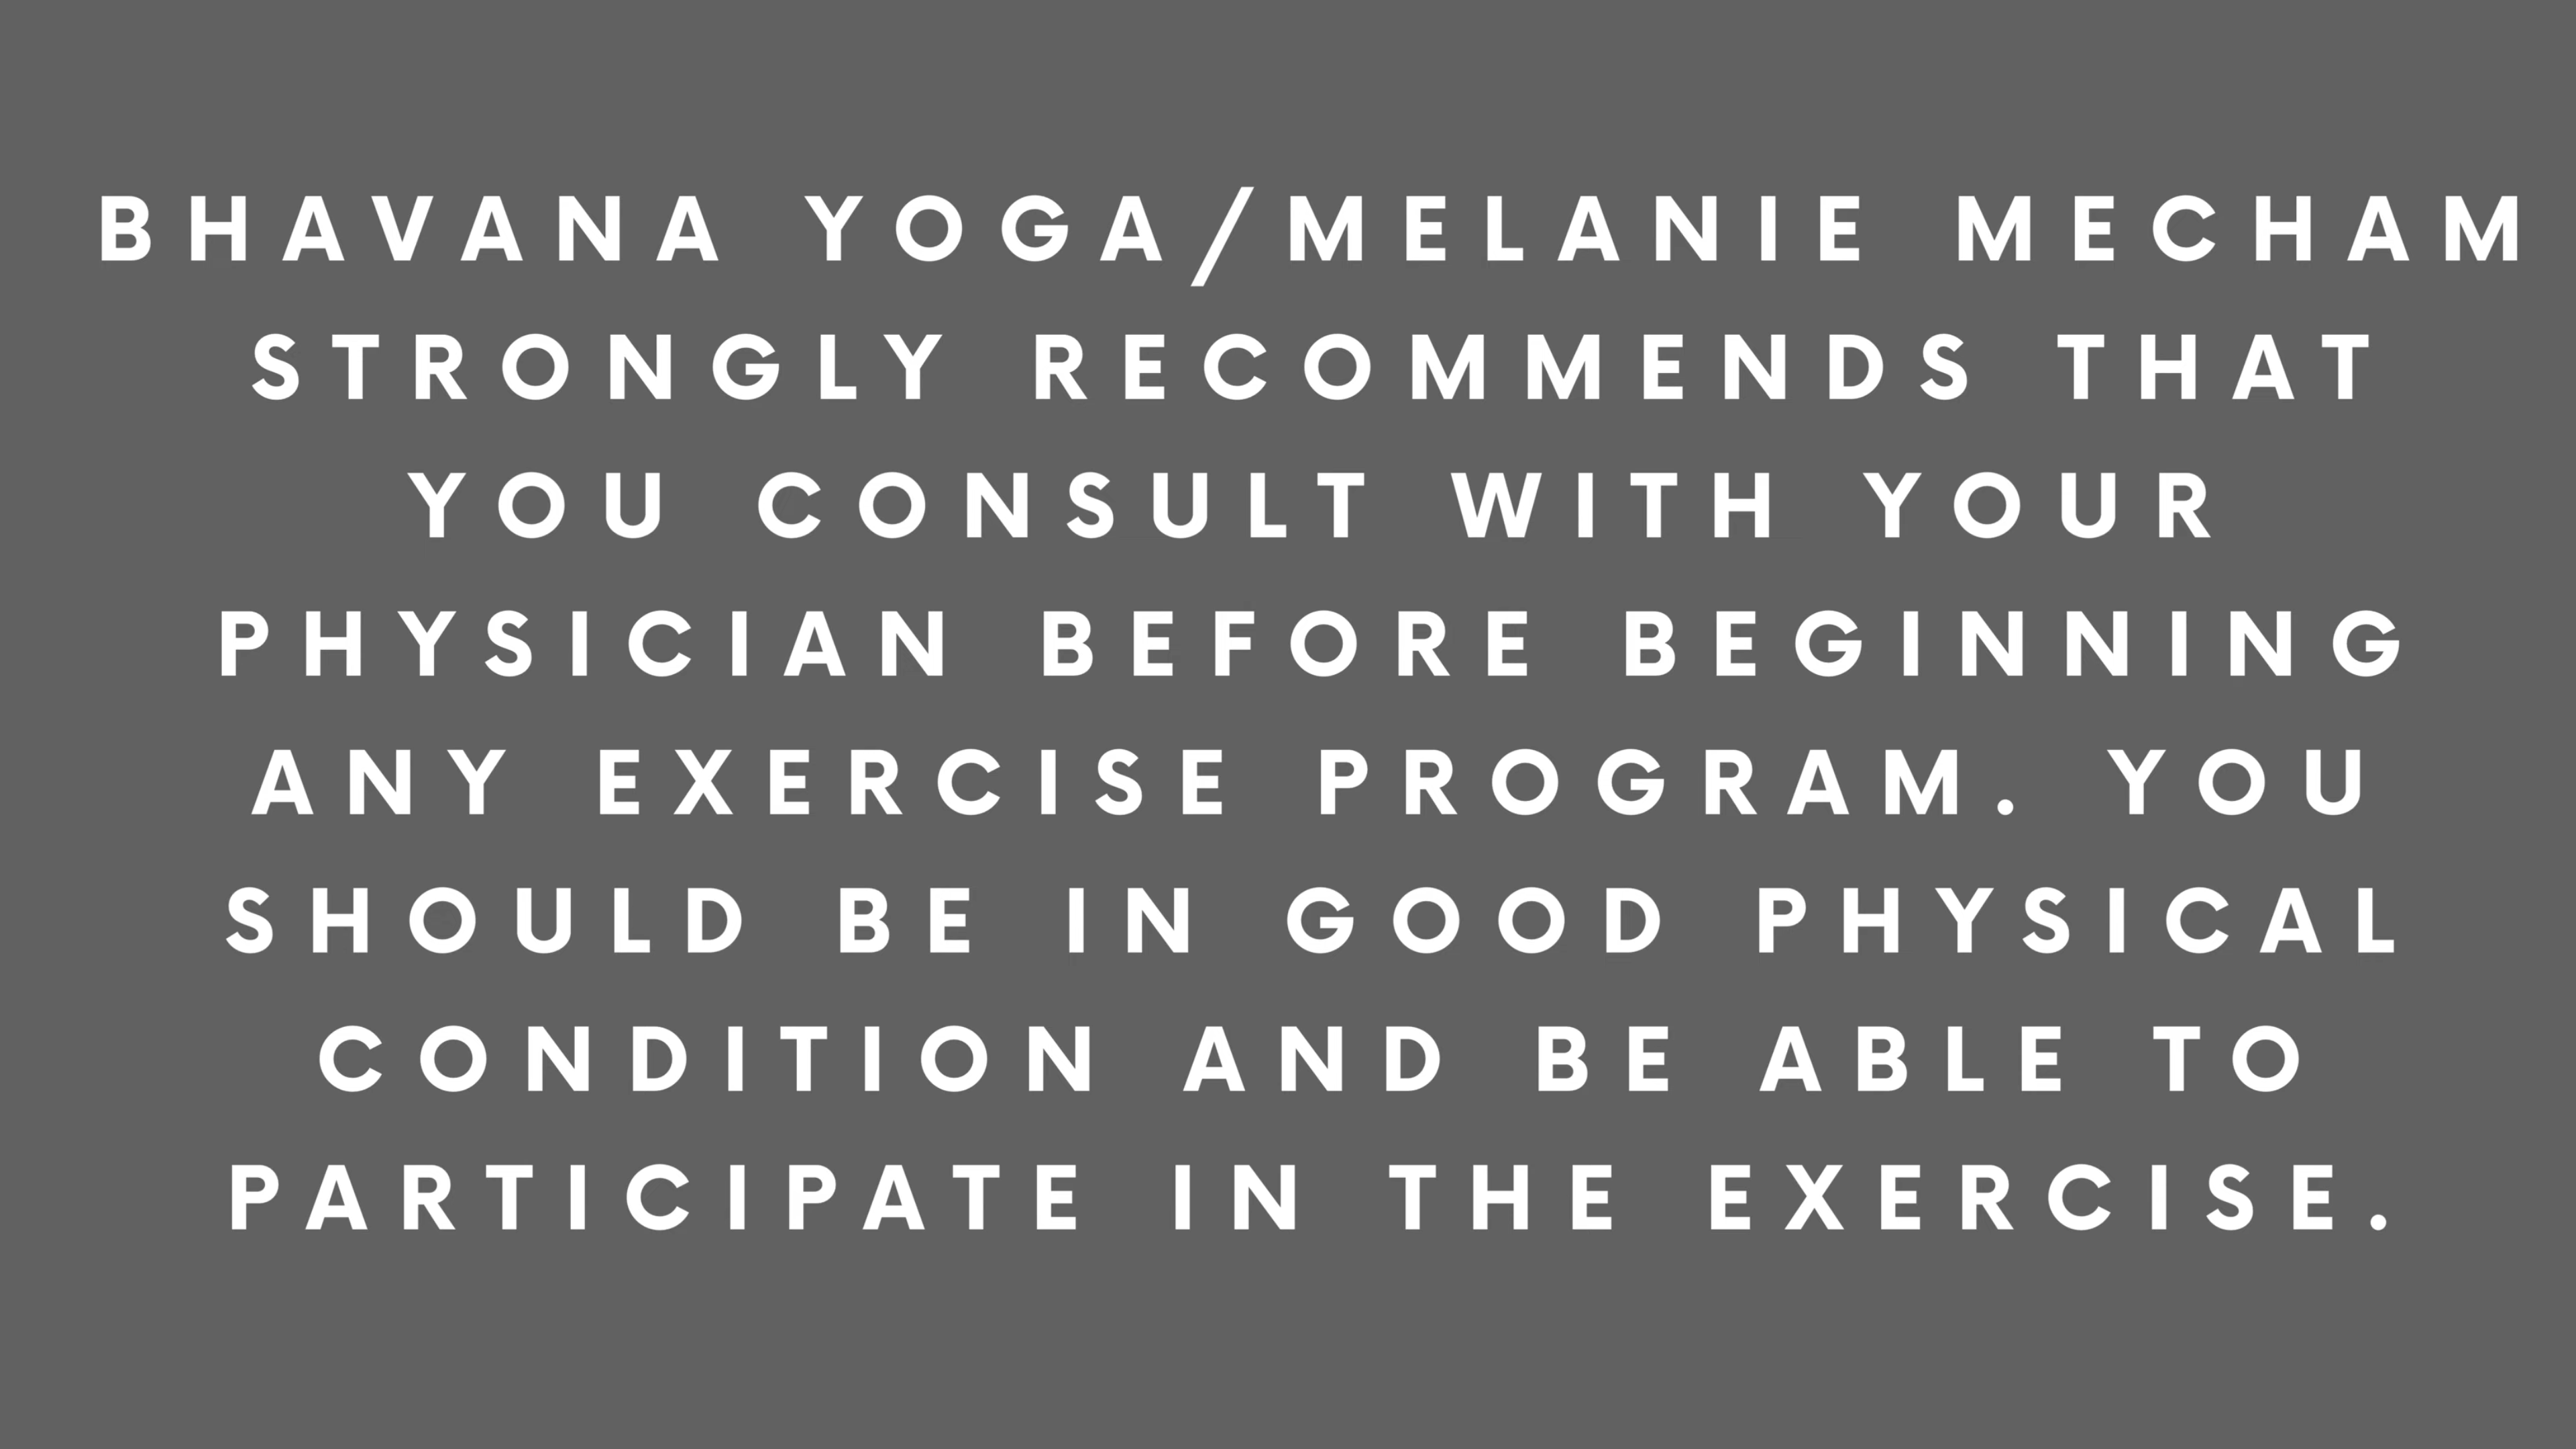 BHAVANA YOGA/MELANIE MECHAM
STRONGLY RECOMMENDS THAT
YOU CONSULT WITH YOUR
PHYSICIAN BEFORE BEGINNING
ANY EXERCISE PROGRAM. YOU
SHOULD BE IN GOOD PHYSICAL
CONDITION AND BE ABLE TO
PARTICIPATE IN THE EXERCISE.